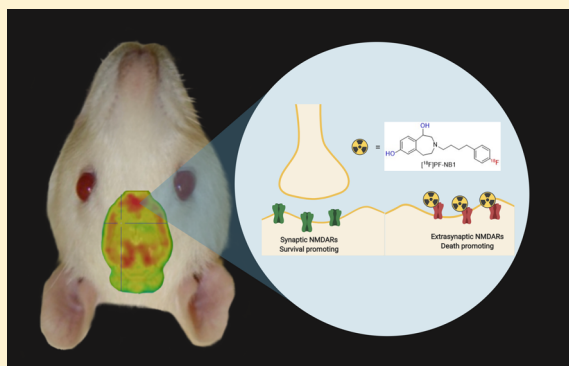 OH
N
HO
18F
[18F]PF-NB1
=
Synaptic NMDARs
Survival promoting
Extrasynaptic NMDARs
Death promoting